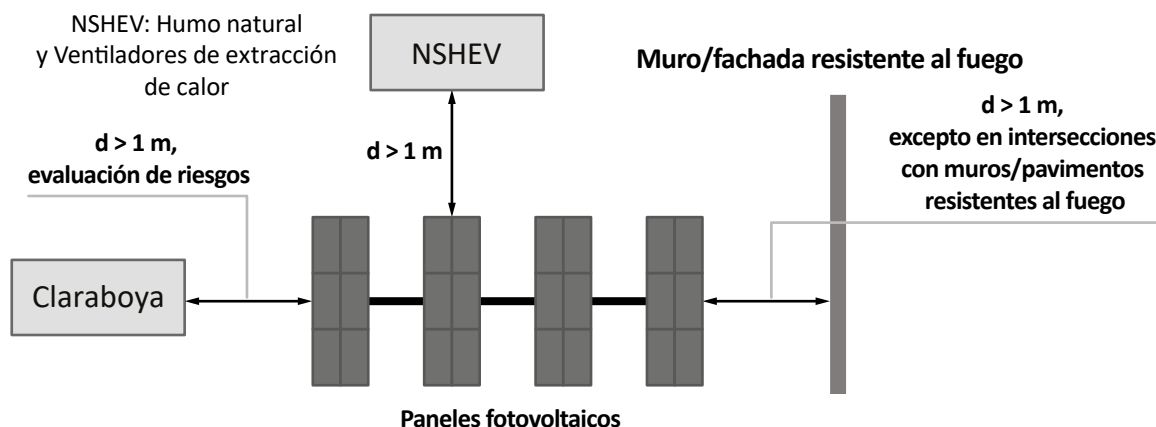 NSHEV: Humo natural
y Ventiladores de extracción
de calor
NSHEV
Muro/fachada resistente al fuego
d > 1 m,
evaluación de riesgos
d > 1 m
d > 1 m,
excepto en intersecciones
con muros/pavimentos
resistentes al fuego
Claraboya
Paneles fotovoltaicos